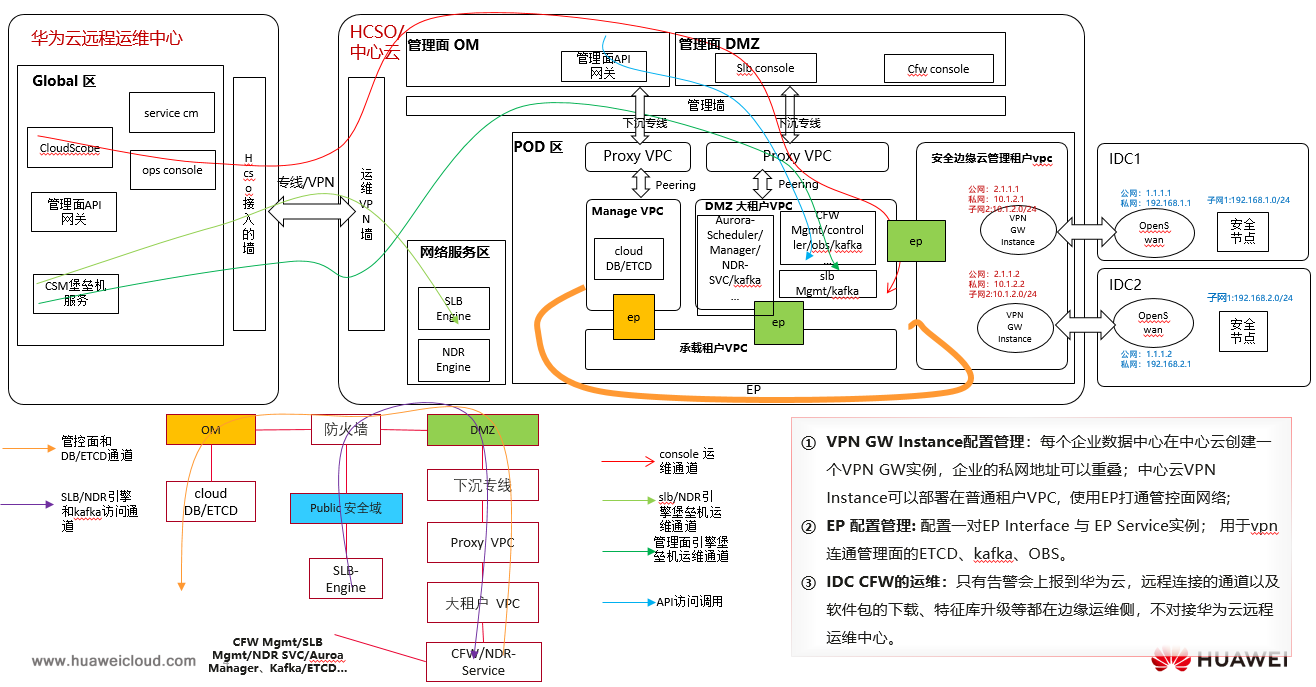 华为云远程运维中心
Global 区
service cm
CloudScope
ops console
管理面API
网关
CSM堡垒机
服务
H
cs
o
接
入
的
墙
专线/VPN
HCSO/
中心云
运
维
VP
N
墙
管理面 OM
管理面API
网关
管理面 DMZ
Slb console
Cfw console
管理墙
下沉专线
下沉专线
POD 区
Proxy VPC
Proxy VPC
Peering
Peering
Manage VPC
cloud
DB/ETCD
ep
DMZ 大租户VPC
Aurora-
Scheduler/
Manager/
NDR-
SVC/kafka
...
CFW
Mgmt/control
ler/obs/kafka
...
slb
Mgmt/kafka
ep
ep
承载租户VPC
EP
网络服务区
SLB
Engine
NDR
Engine
安全边缘云管理租户vpc
公网：2.1.1.1
私网：10.1.2.1
子网2:10.1.2.0/24
VPN
GW
Instance
公网：2.1.1.2
私网：10.1.2.2
子网2:10.1.2.0/24
VPN
GW
Instance
IDC1
公网：1.1.1.1
私网：192.168.1.1
子网1:192.168.1.0/24
OpenS
wan
安全
节点
IDC2
子网1:192.168.2.0/24
OpenS
wan
安全
节点
公网：1.1.1.2
私网：192.168.2.1
管控面和
DB/ETCD通道
SLB/NDR引擎
和kafka访问通
道
OM
防火墙
DMZ
cloud
DB/ETCD
Public 安全域
SLB-
Engine
下沉专线
Proxy VPC
大租户 VPC
CFW/NDR-
Service
CFW Mgmt/SLB
Mgmt/NDR SVC/Auroa
Manager、Kafka/ETCD...
console 运
维通道
slb/NDR引
擎堡垒机运
维通道
管理面引擎堡
垒机运维通道
API访问调用
① VPN GW Instance配置管理：每个企业数据中心在中心云创建一
个VPN GW实例，企业的私网地址可以重叠；中心云VPN
Instance可以部署在普通租户VPC，使用EP打通管控面网络;
② EP 配置管理: 配置一对EP Interface 与 EP Service实例； 用于vpn
连通管理面的ETCD、kafka、OBS。
③ IDC CFW的运维：只有告警会上报到华为云，远程连接的通道以及
软件包的下载、特征库升级等都在边缘运维侧，不对接华为云远程
运维中心。
www.huaweicloud.com
HUAWEI